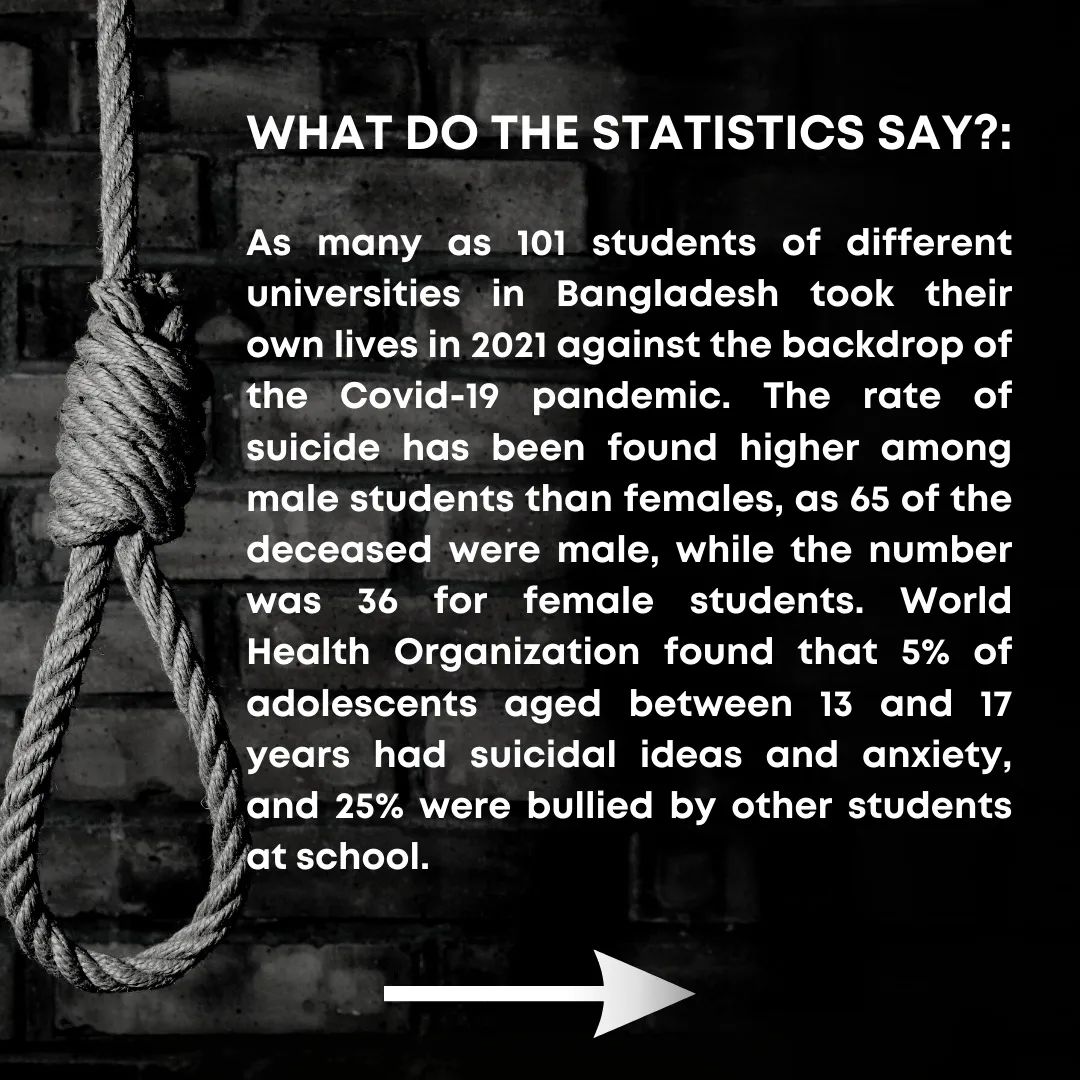 WHAT DO THE STATISTICS SAY?:
As many as 101 students of different
universities in Bangladesh took their
own lives in 2021 against the backdrop of
the Covid-19 pandemic. The rate of
suicide has been found higher among
male students than females, as 65 of the
deceased were male, while the number
was 36 for female students. World
Health Organization found that 5% of
adolescents aged between 13 and 17
years had suicidal ideas and anxiety,
and 25% were bullied by other students
at school.